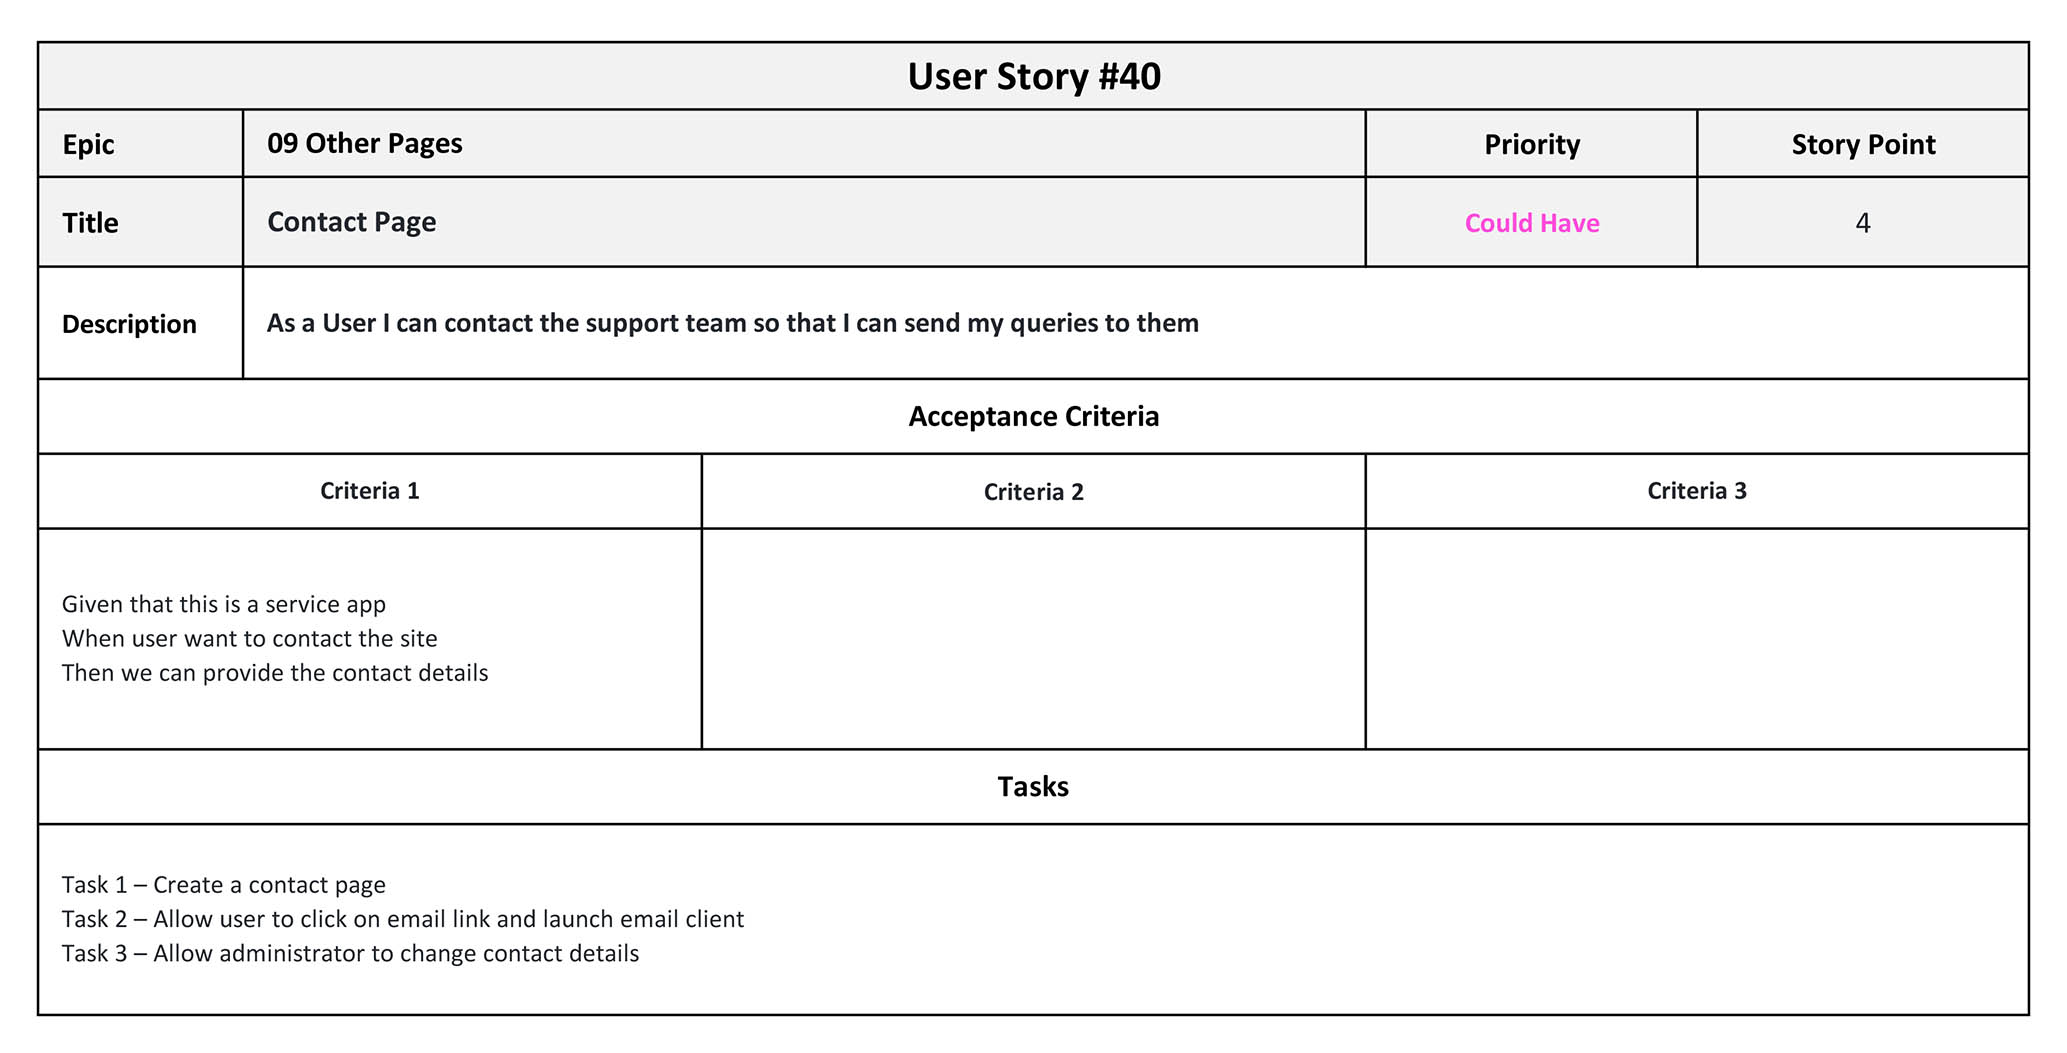 User Story #40
Epic
09 Other Pages
Priority
Story Point
Title
Contact Page
Could Have
4
Description
As a User I can contact the support team so that I can send my queries to them
Acceptance Criteria
Criteria 1
Criteria 2
Criteria 3
Given that this is a service app
When user want to contact the site
Then we can provide the contact details
Tasks
Task 1 – Create a contact page
Task 2 – Allow user to click on email link and launch email client
Task 3 – Allow administrator to change contact details